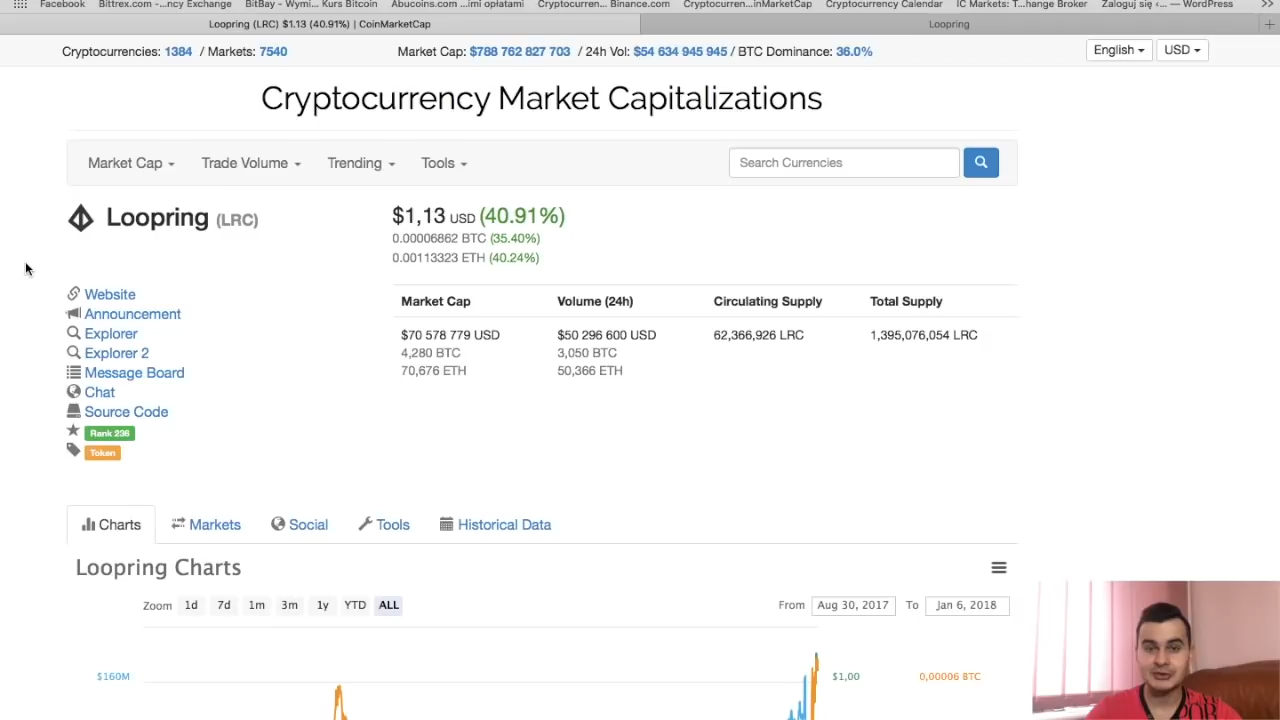 Facebook Bittrex.com -...ncy Exchange BitBay - Wymi... Kurs Bitcoin Abucoins.com ...imi opłatami Cryptocurren... Binance.com Cryptocurren...inMarketCap Cryptocurrency Calendar IC Markets: T...hange Broker Zaloguj się ‹... — WordPress
Loopring (LRC) $1.13 (40.91%) | CoinMarketCap Loopring
Cryptocurrencies: 1384 / Markets: 7540 Market Cap: $788 762 827 703 / 24h Vol: $54 634 945 945 / BTC Dominance: 36.0% English USD
Cryptocurrency Market Capitalizations
Market Cap Trade Volume Trending Tools Search Currencies
Loopring (LRC) $1,13 USD (40.91%)
0.00006862 BTC (35.40%)
0.00113323 ETH (40.24%)
Website
Announcement
Explorer
Explorer 2
Message Board
Chat
Source Code
Rank 236
Token
Market Cap Volume (24h) Circulating Supply Total Supply
$70 578 779 USD $50 296 600 USD 62,366,926 LRC 1,395,076,054 LRC
4,280 BTC 3,050 BTC
70,676 ETH 50,366 ETH
Charts Markets Social Tools Historical Data
Loopring Charts
Zoom 1d 7d 1m 3m 1y YTD ALL From Aug 30, 2017 To Jan 6, 2018
$160M $1,00 0,00006 BTC